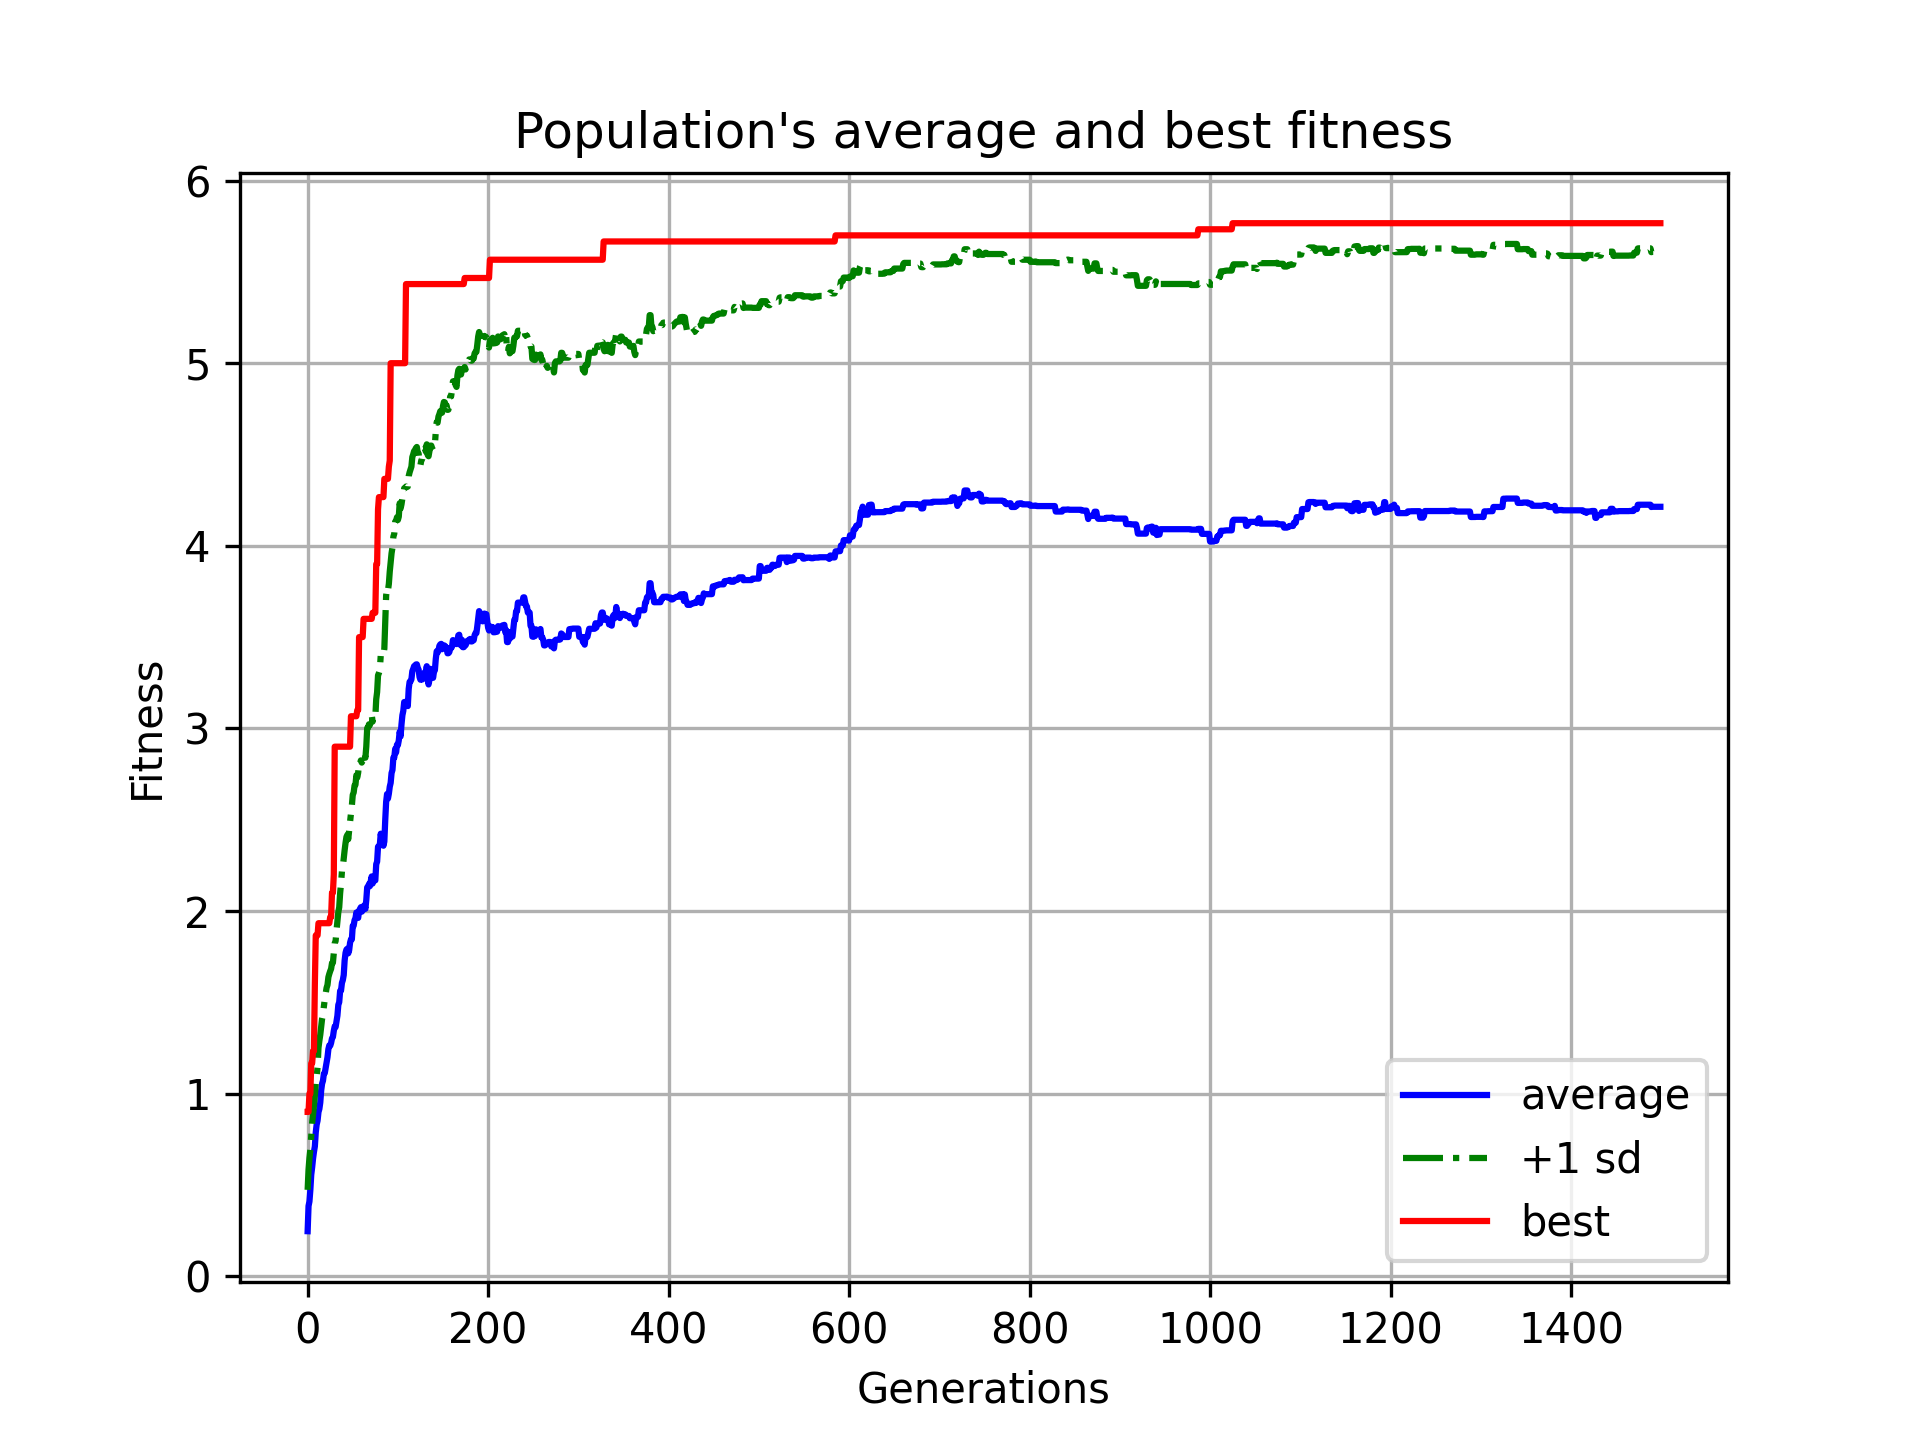 Population's average and best fitness
6
5
4
3
2
1
0
Fitness
0 200 400 600 800 1000 1200 1400
Generations
average
+1 sd
best